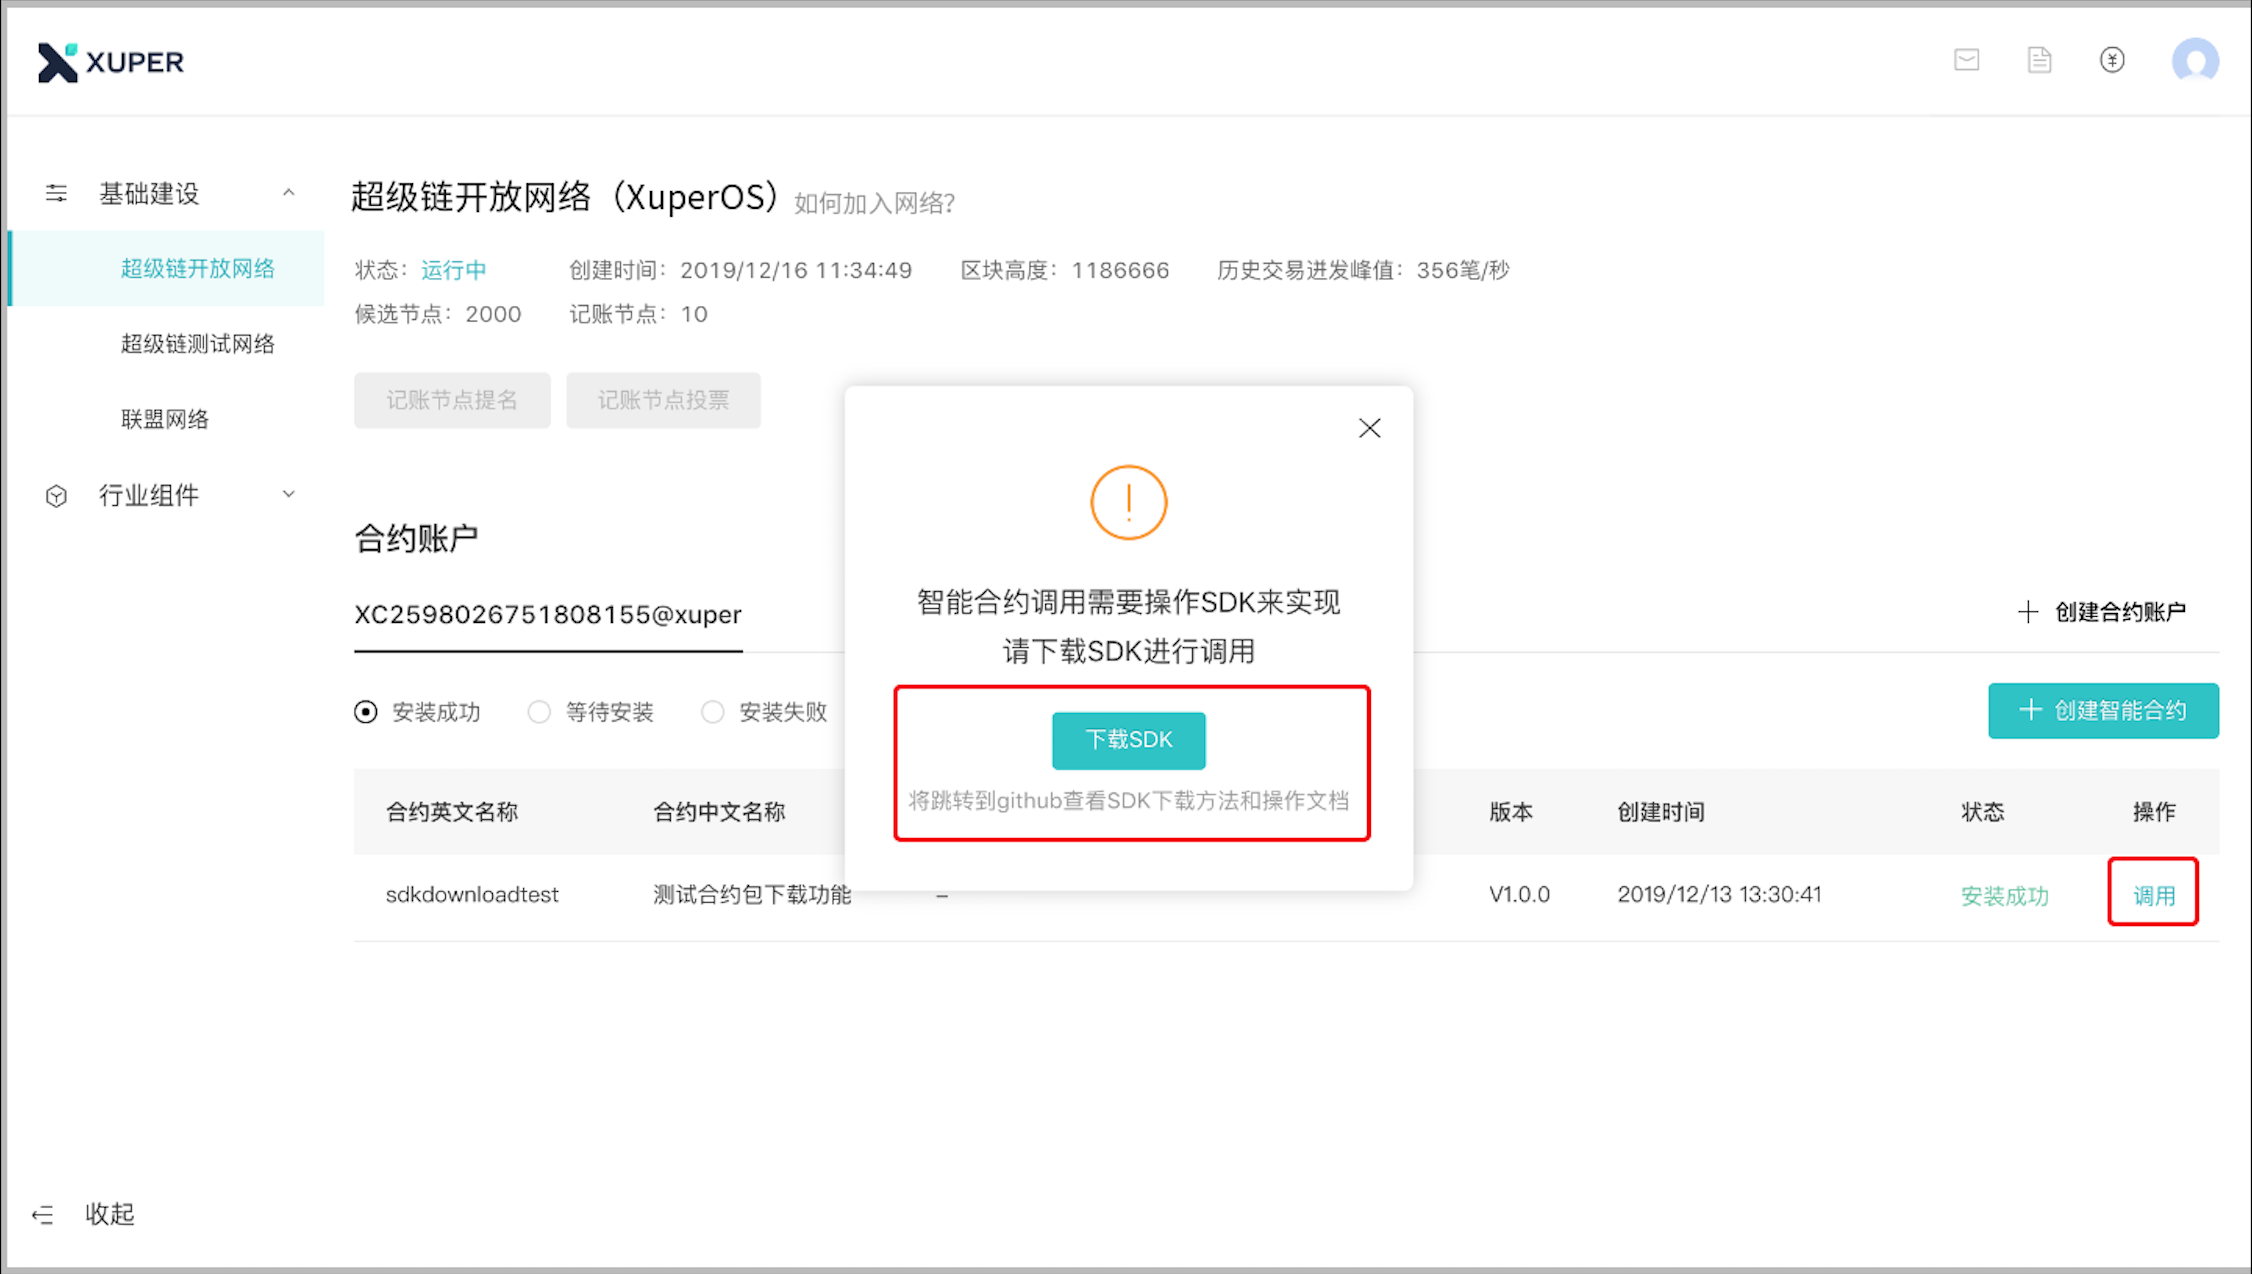 XUPER
基础建设
超级链开放网络
超级链测试网络
联盟网络
行业组件
收起
超级链开放网络（XuperOS）如何加入网络?
状态：运行中 创建时间：2019/12/16 11:34:49 区块高度：1186666 历史交易迸发峰值：356笔/秒
候选节点：2000 记账节点：10
记账节点提名 记账节点投票
合约账户
XC2598026751808155@xuper
创建合约账户
安装成功 等待安装 安装失败
创建智能合约
合约英文名称 合约中文名称 版本 创建时间 状态 操作
sdkdownloadtest 测试合约包下载功能 – V1.0.0 2019/12/13 13:30:41 安装成功 调用
智能合约调用需要操作SDK来实现
请下载SDK进行调用
下载SDK
将跳转到github查看SDK下载方法和操作文档